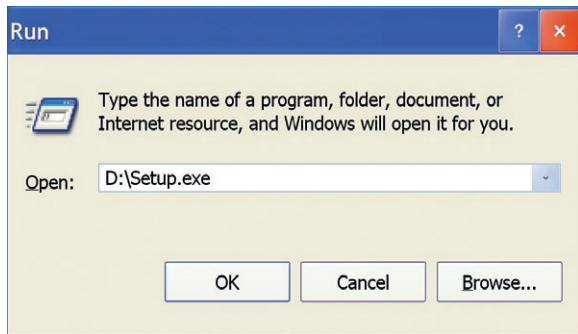 Run
Type the name of a program, folder, document, or
Internet resource, and Windows will open it for you.
Open: D:\Setup.exe
OK Cancel Browse...